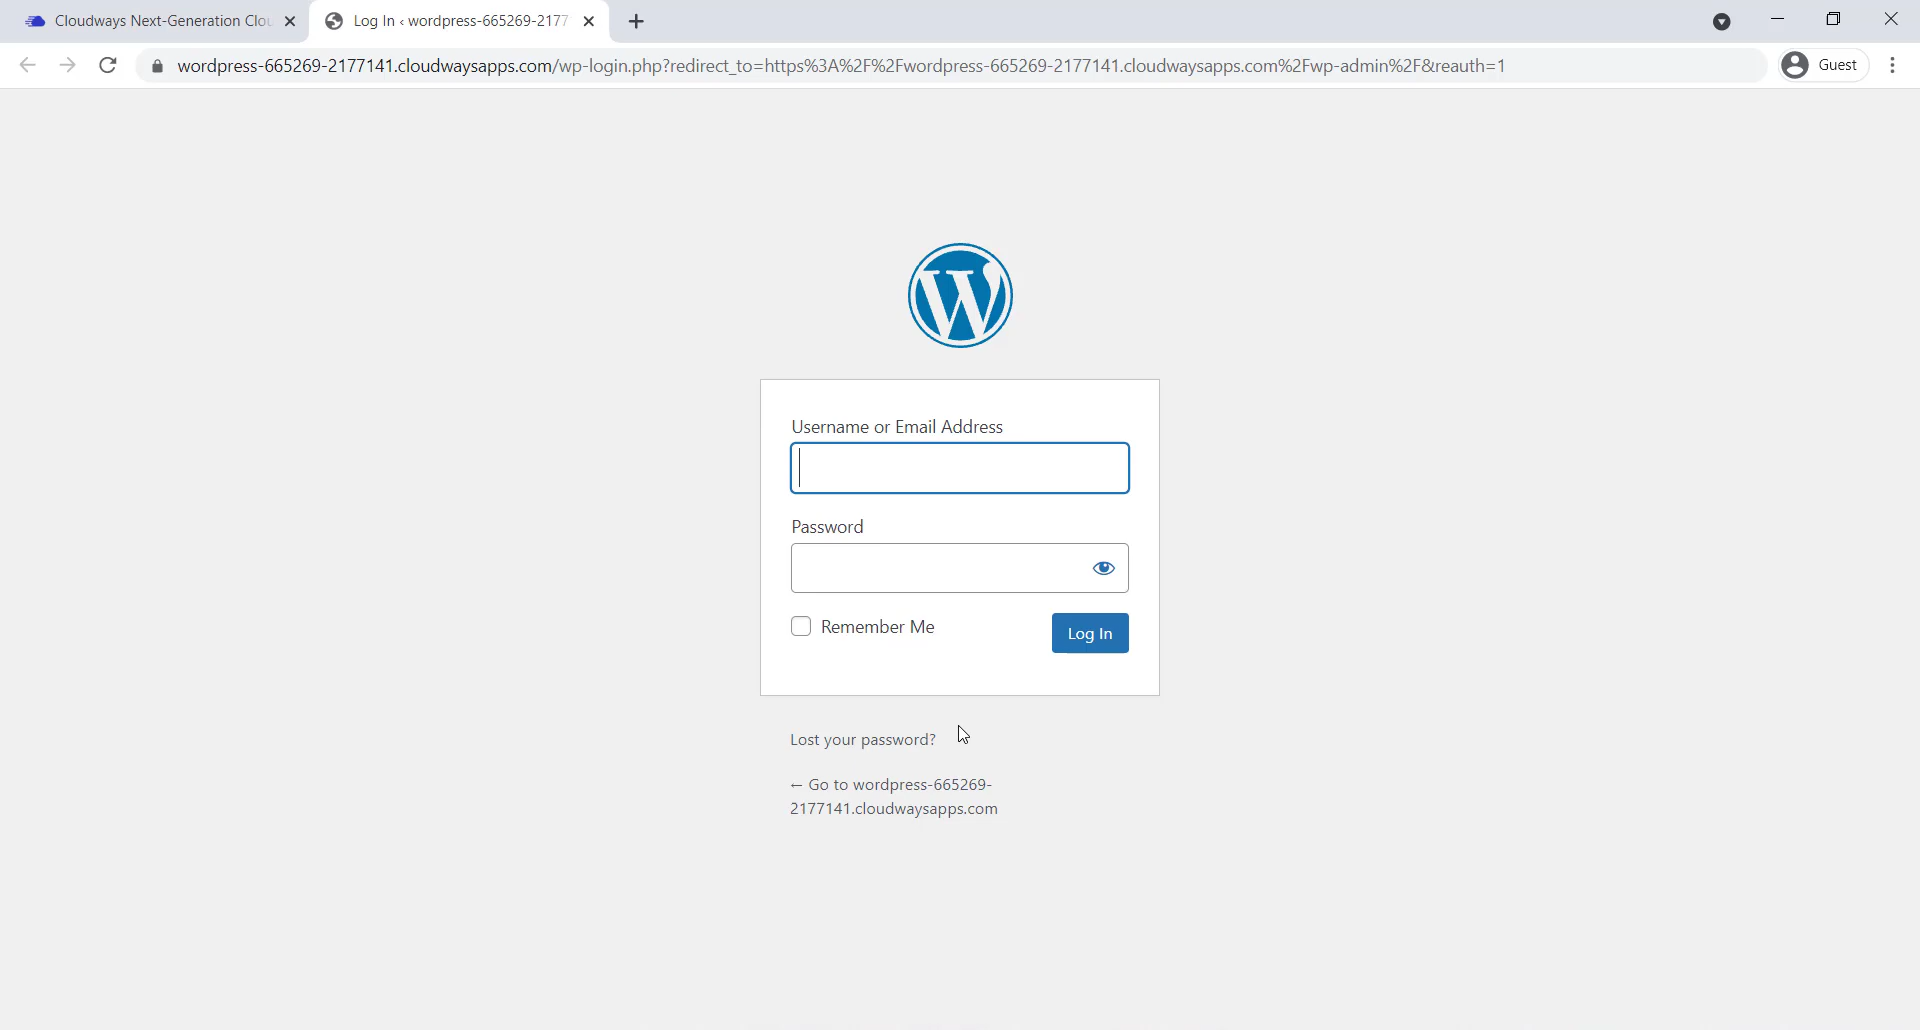 Cloudways Next-Generation Clou
Log In ‹ wordpress-665269-2177
wordpress-665269-2177141.cloudwaysapps.com/wp-login.php?redirect_to=https%3A%2F%2Fwordpress-665269-2177141.cloudwaysapps.com%2Fwp-admin%2F&reauth=1
Guest
Username or Email Address
Password
Remember Me
Log In
Lost your password?
← Go to wordpress-665269-
2177141.cloudwaysapps.com